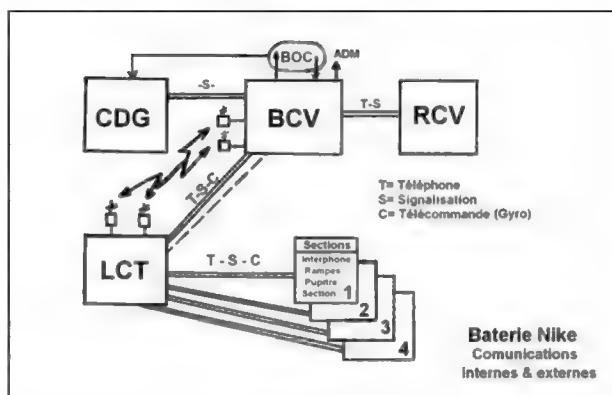 BOC
ADM
CDG
-S-
BCV
T-S
RCV
T-S-C
T= Téléphone
S= Signalisation
C= Télécommande (Gyro)
LCT
T - S - C
Sections
Interphone
Rampes
Pupitre
Section 1
2
3
4
Baterie Nike
Comunications
internes & externes